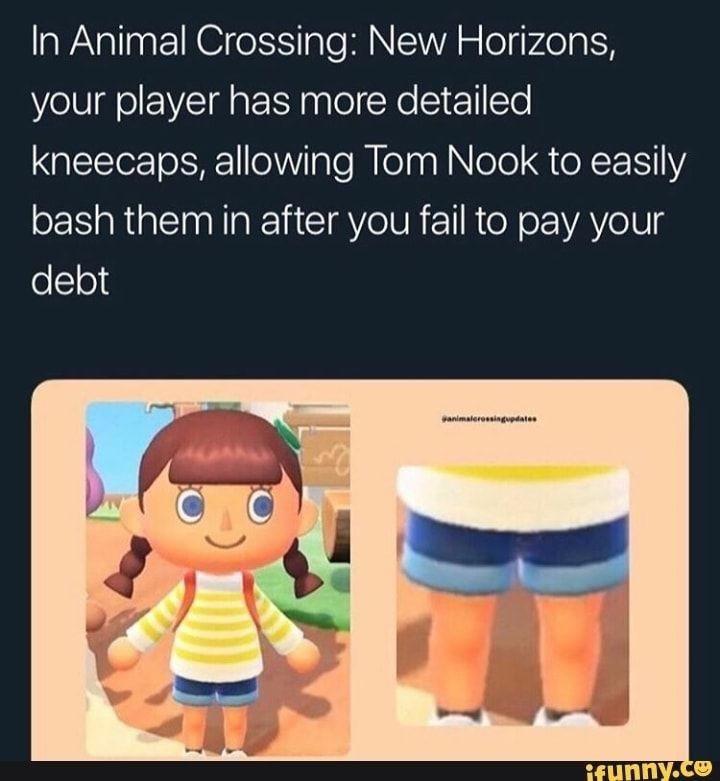 In Animal Crossing: New Horizons,
your player has more detailed
kneecaps, allowing Tom Nook to easily
bash them in after you fail to pay your
debt
@animalcrossingupdates
ifunny.co